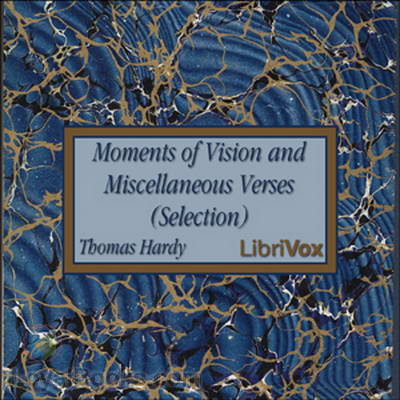 Moments of Vision and
Miscellaneous Verses
(Selection)
Thomas Hardy LibriVox